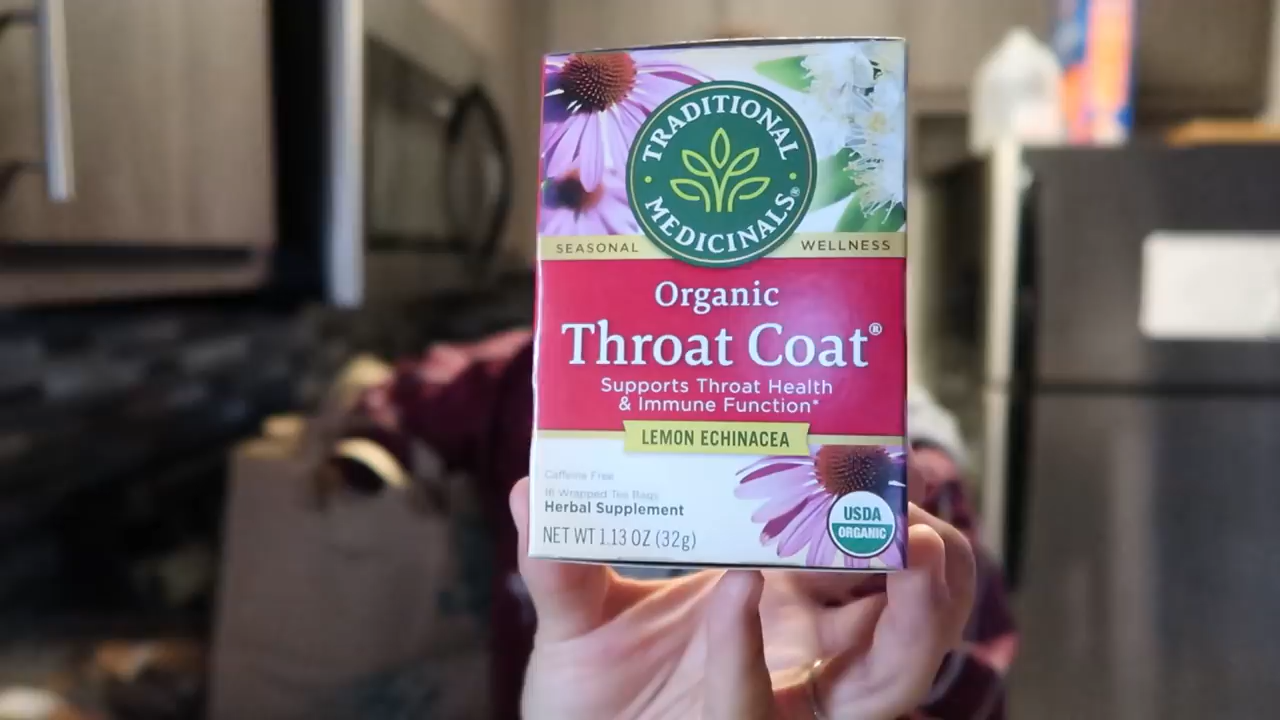 TRADITIONAL
MEDICINALS®
SEASONAL WELLNESS
Organic
Throat Coat®
Supports Throat Health
& Immune Function*
LEMON ECHINACEA
Caffeine Free
16 Wrapped Tea Bags
Herbal Supplement
NET WT 1.13 OZ (32g)
USDA
ORGANIC